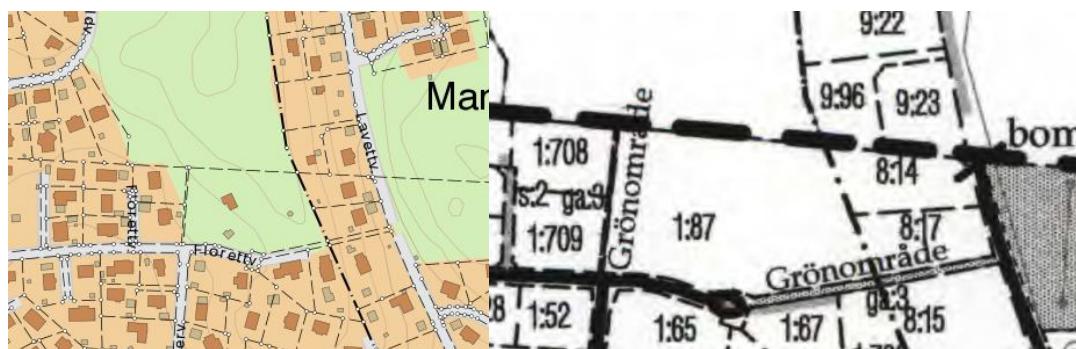 Mar
Lavettv.
Florettv.
Florettv.
9:22
9:96
9:23
Grönområde
bom
1:708
8:14
s:2 ga:3
1:709
1:87
8:17
Grönområde
ga:3
1:52
1:65
1:67
8:15